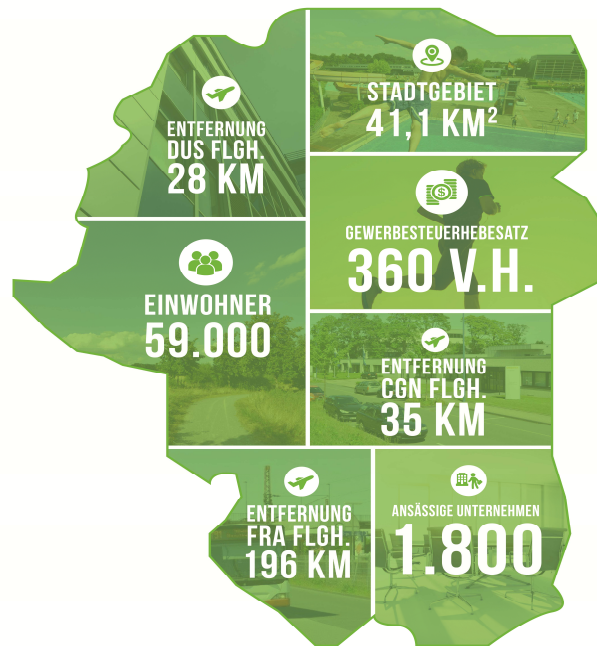 ENTFERNUNG
DUS FLGH.
28 KM
STADTGEBIET
41,1 KM²
GEWERBESTEUERHEBESATZ
360 V.H.
EINWOHNER
59.000
ENTFERNUNG
CGN FLGH.
35 KM
ENTFERNUNG
FRA FLGH.
196 KM
ANSÄSSIGE UNTERNEHMEN
1.800